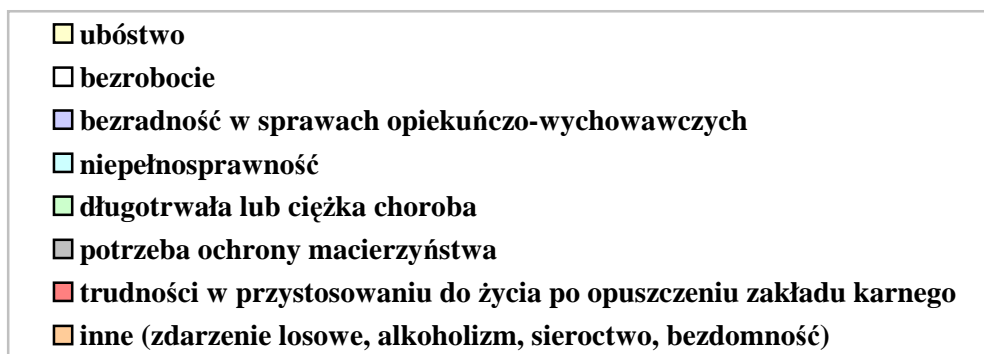 ubóstwo
bezrobocie
bezradność w sprawach opiekuńczo-wychowawczych
niepełnosprawność
długotrwała lub ciężka choroba
potrzeba ochrony macierzyństwa
trudności w przystosowaniu do życia po opuszczeniu zakładu karnego
inne (zdarzenie losowe, alkoholizm, sieroctwo, bezdomność)